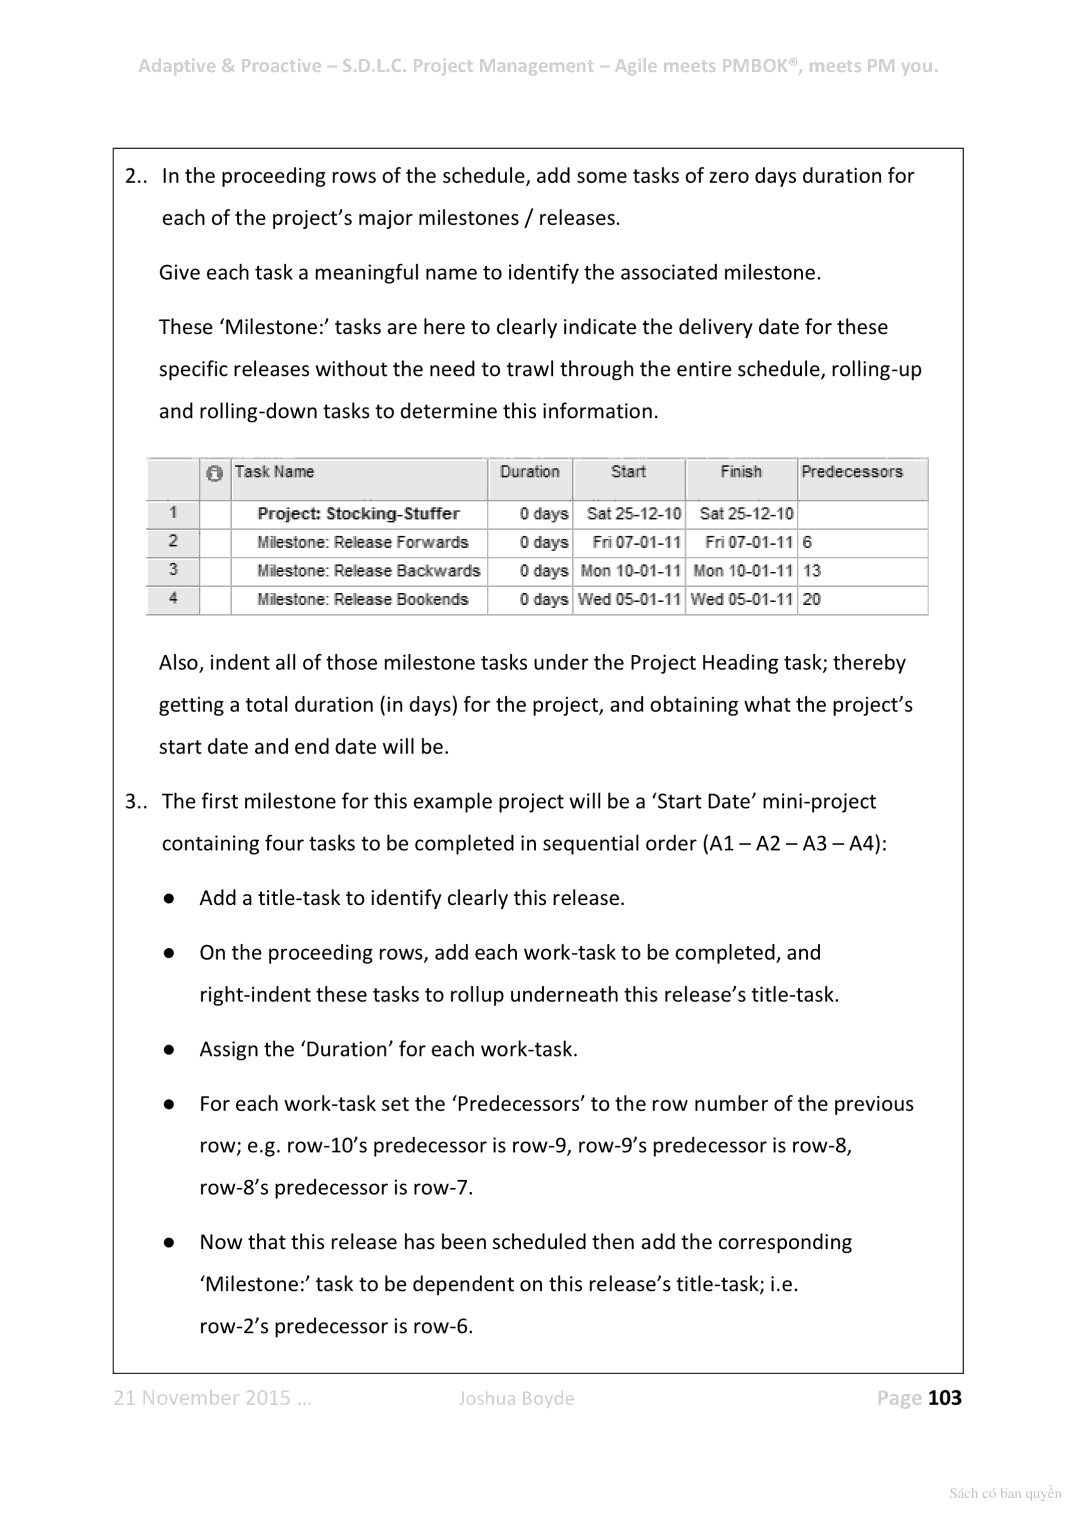 Adaptive & Proactive – S.D.L.C. Project Management – Agile meets PMBOK®, meets PM you.
2.. In the proceeding rows of the schedule, add some tasks of zero days duration for
each of the project’s major milestones / releases.
Give each task a meaningful name to identify the associated milestone.
These ‘Milestone:’ tasks are here to clearly indicate the delivery date for these
specific releases without the need to trawl through the entire schedule, rolling-up
and rolling-down tasks to determine this information.
Task Name Duration Start Finish Predecessors
1 Project: Stocking-Stuffer 0 days Sat 25-12-10 Sat 25-12-10
2 Milestone: Release Forwards 0 days Fri 07-01-11 Fri 07-01-11 6
3 Milestone: Release Backwards 0 days Mon 10-01-11 Mon 10-01-11 13
4 Milestone: Release Bookends 0 days Wed 05-01-11 Wed 05-01-11 20
Also, indent all of those milestone tasks under the Project Heading task; thereby
getting a total duration (in days) for the project, and obtaining what the project’s
start date and end date will be.
3.. The first milestone for this example project will be a ‘Start Date’ mini-project
containing four tasks to be completed in sequential order (A1 – A2 – A3 – A4):
● Add a title-task to identify clearly this release.
● On the proceeding rows, add each work-task to be completed, and
right-indent these tasks to rollup underneath this release’s title-task.
● Assign the ‘Duration’ for each work-task.
● For each work-task set the ‘Predecessors’ to the row number of the previous
row; e.g. row-10’s predecessor is row-9, row-9’s predecessor is row-8,
row-8’s predecessor is row-7.
● Now that this release has been scheduled then add the corresponding
‘Milestone:’ task to be dependent on this release’s title-task; i.e.
row-2’s predecessor is row-6.
21 November 2015 ... Joshua Boyde Page 103
Sách có bản quyền